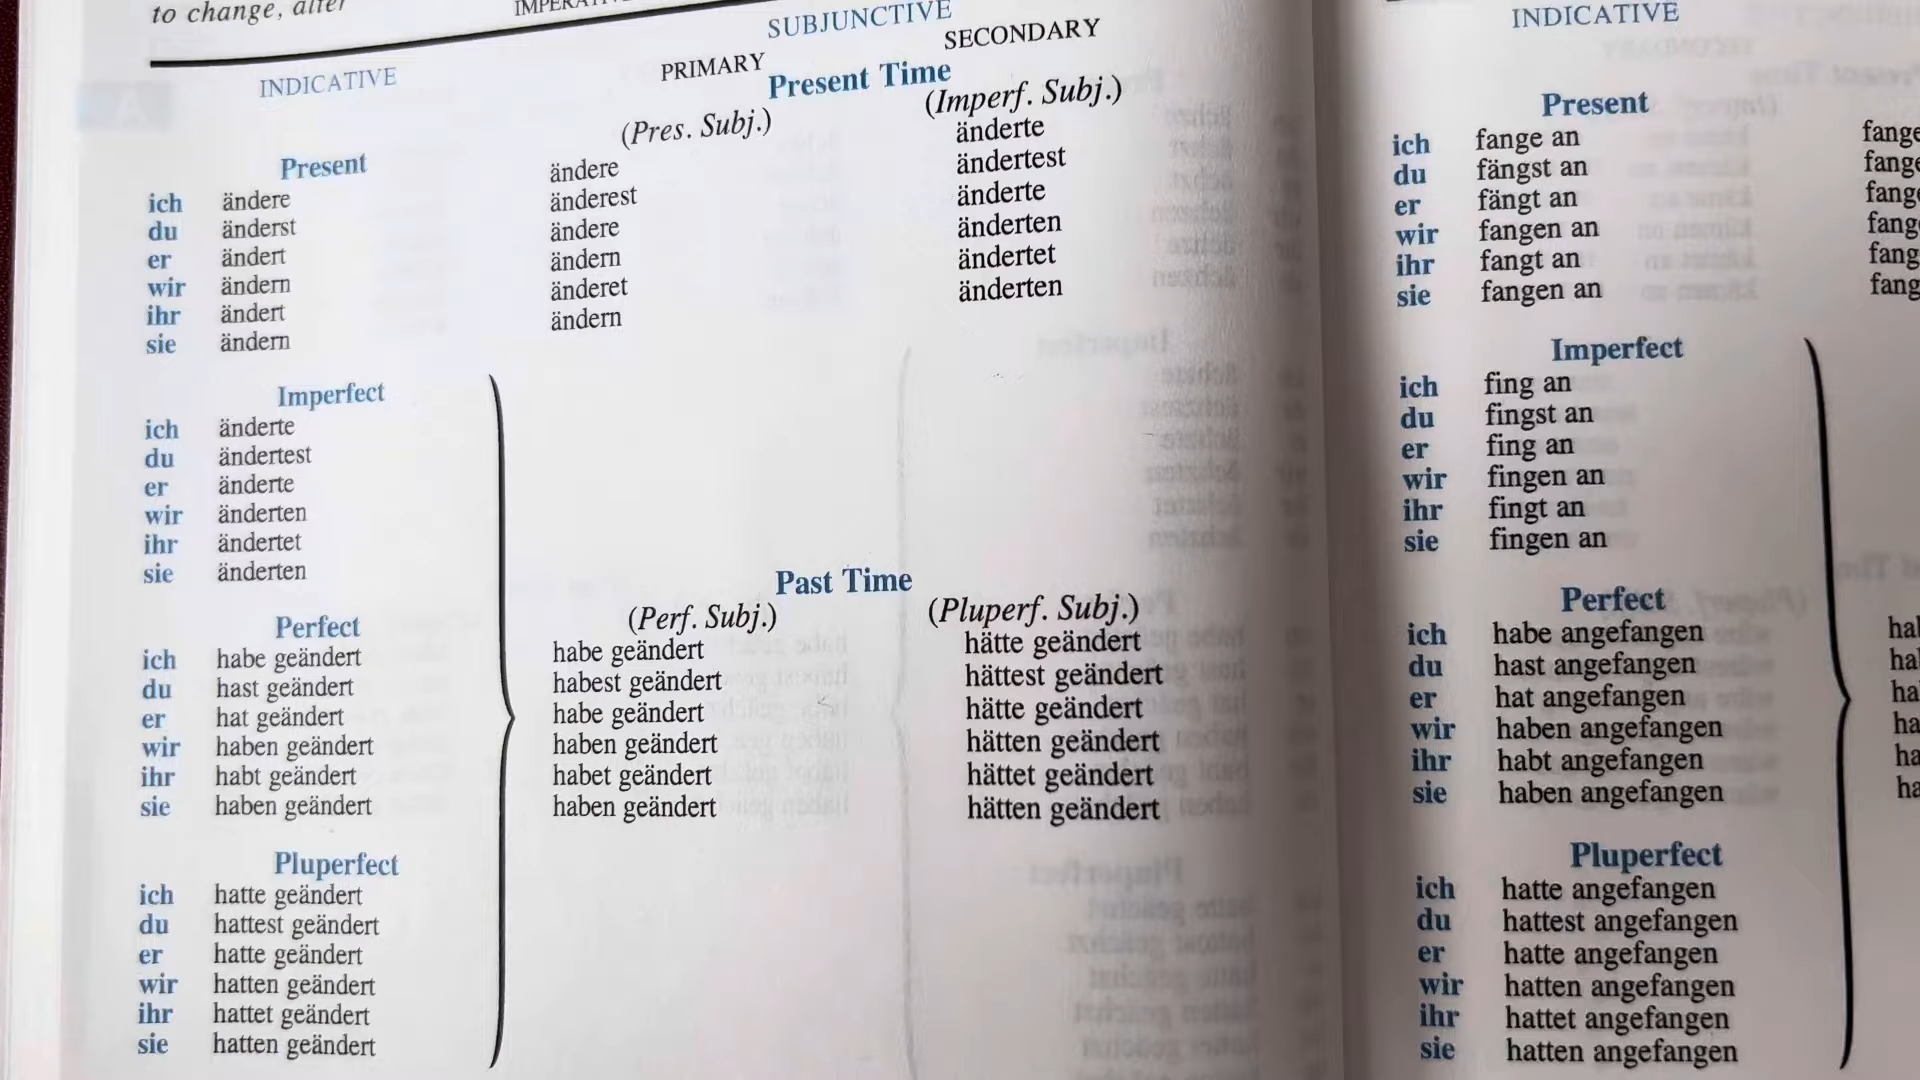 to change, alter
SUBJUNCTIVE
INDICATIVE
PRIMARY
SECONDARY
Present Time
(Pres. Subj.)
(Imperf. Subj.)
Present
ich ändere ändere änderte
du änderst änderest ändertest
er ändert ändere änderte
wir ändern ändern änderten
ihr ändert änderet ändertet
sie ändern ändern änderten
Imperfect
ich änderte
du ändertest
er änderte
wir änderten
ihr ändertet
sie änderten
Past Time
Perfect
(Perf. Subj.)
(Pluperf. Subj.)
ich habe geändert habe geändert hätte geändert
du hast geändert habest geändert hättest geändert
er hat geändert habe geändert hätte geändert
wir haben geändert haben geändert hätten geändert
ihr habt geändert habet geändert hättet geändert
sie haben geändert haben geändert hätten geändert
Pluperfect
ich hatte geändert
du hattest geändert
er hatte geändert
wir hatten geändert
ihr hattet geändert
sie hatten geändert
INDICATIVE
Present
ich fange an
du fängst an
er fängt an
wir fangen an
ihr fangt an
sie fangen an
Imperfect
ich fing an
du fingst an
er fing an
wir fingen an
ihr fingt an
sie fingen an
Perfect
ich habe angefangen
du hast angefangen
er hat angefangen
wir haben angefangen
ihr habt angefangen
sie haben angefangen
Pluperfect
ich hatte angefangen
du hattest angefangen
er hatte angefangen
wir hatten angefangen
ihr hattet angefangen
sie hatten angefangen